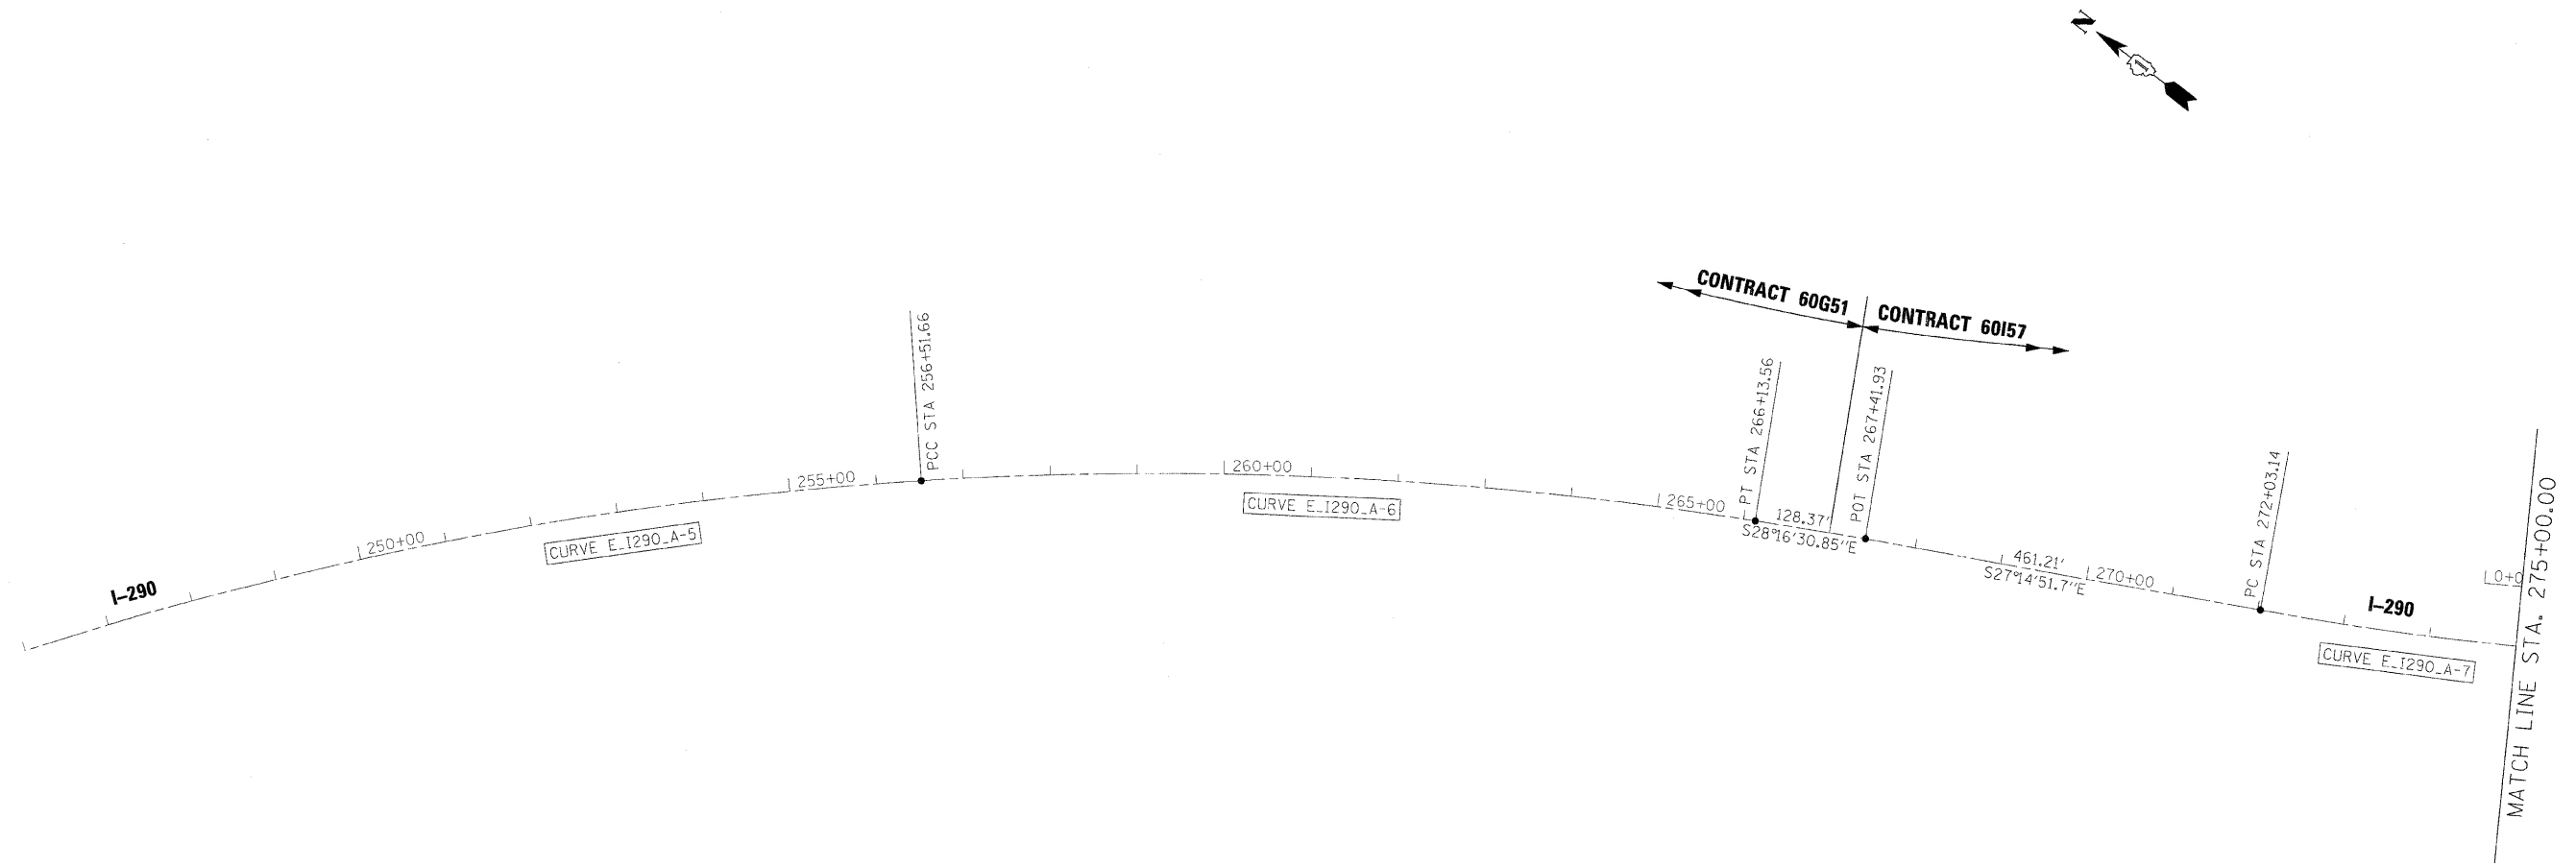 N
CONTRACT 60G51
CONTRACT 60I57
PCC STA 256+51.66
PT STA 266+13.56
POT STA 267+41.93
PC STA 272+03.14
MATCH LINE STA. 275+00.00
I-290
250+00
CURVE E_I290_A-5
255+00
260+00
CURVE E_I290_A-6
265+00
128.37'
S28°16'30.85"E
461.21'
S27°14'51.7"E
270+00
I-290
0+0
CURVE E_I290_A-7